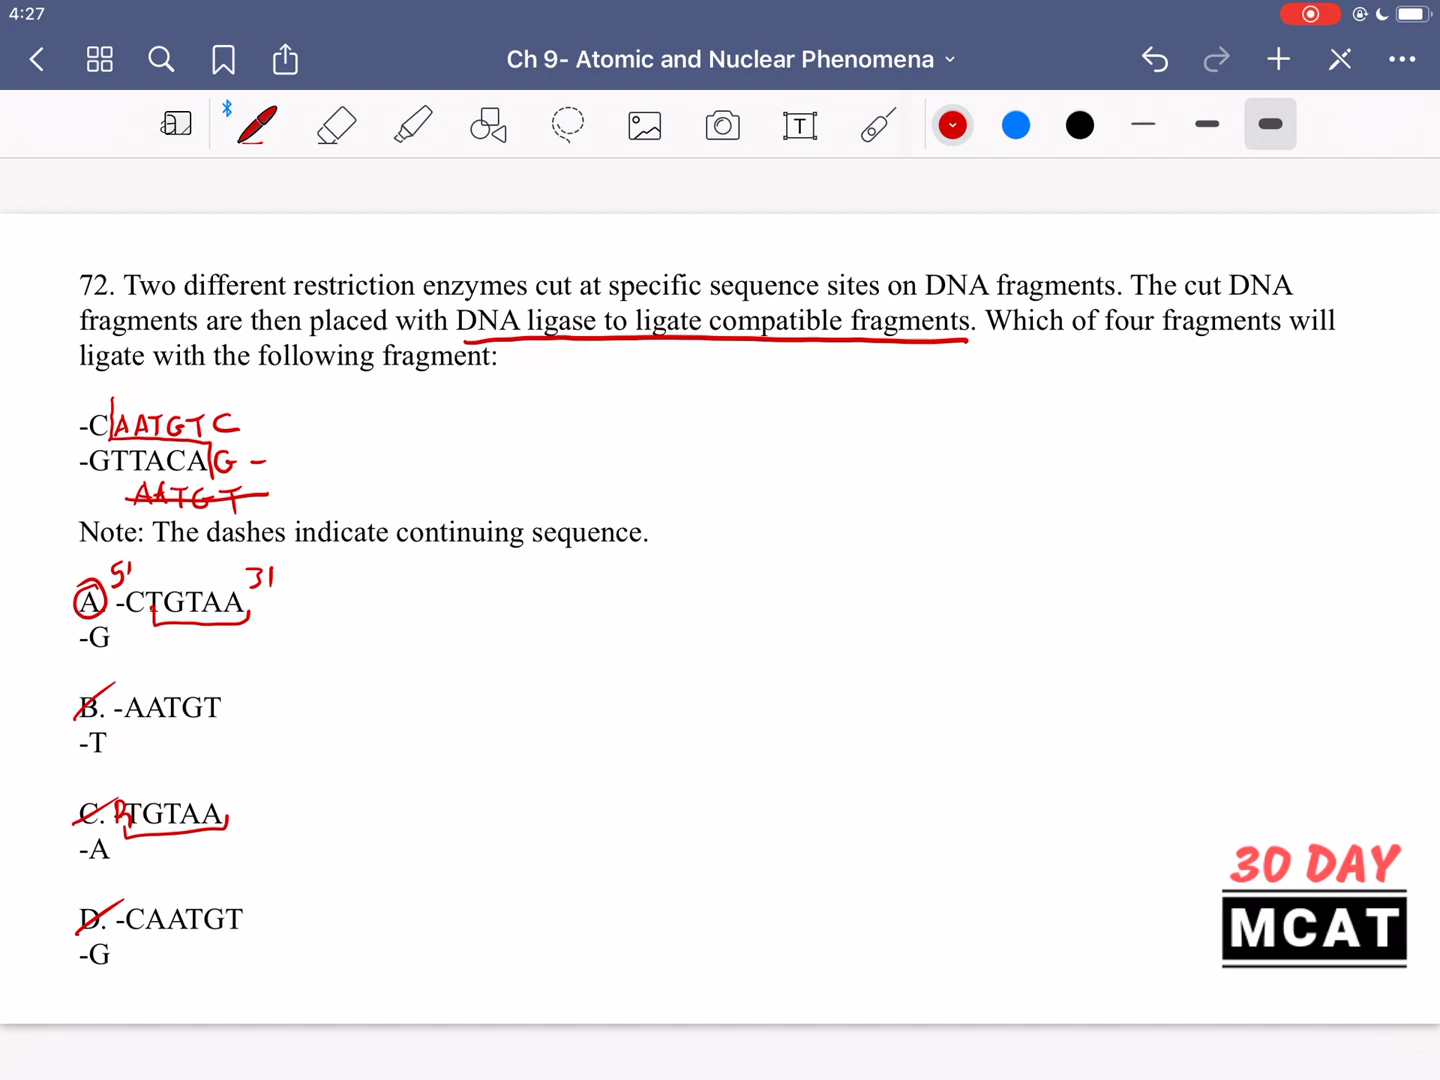 4:27
Ch 9- Atomic and Nuclear Phenomena
T
72. Two different restriction enzymes cut at specific sequence sites on DNA fragments. The cut DNA
fragments are then placed with DNA ligase to ligate compatible fragments. Which of four fragments will
ligate with the following fragment:
-C AATGTC
-GTTACA G -
AATGT
Note: The dashes indicate continuing sequence.
5' 3'
A. -CTGTAA
-G
B. -AATGT
-T
C. TGTAA
-A
D. -CAATGT
-G
30 DAY
MCAT